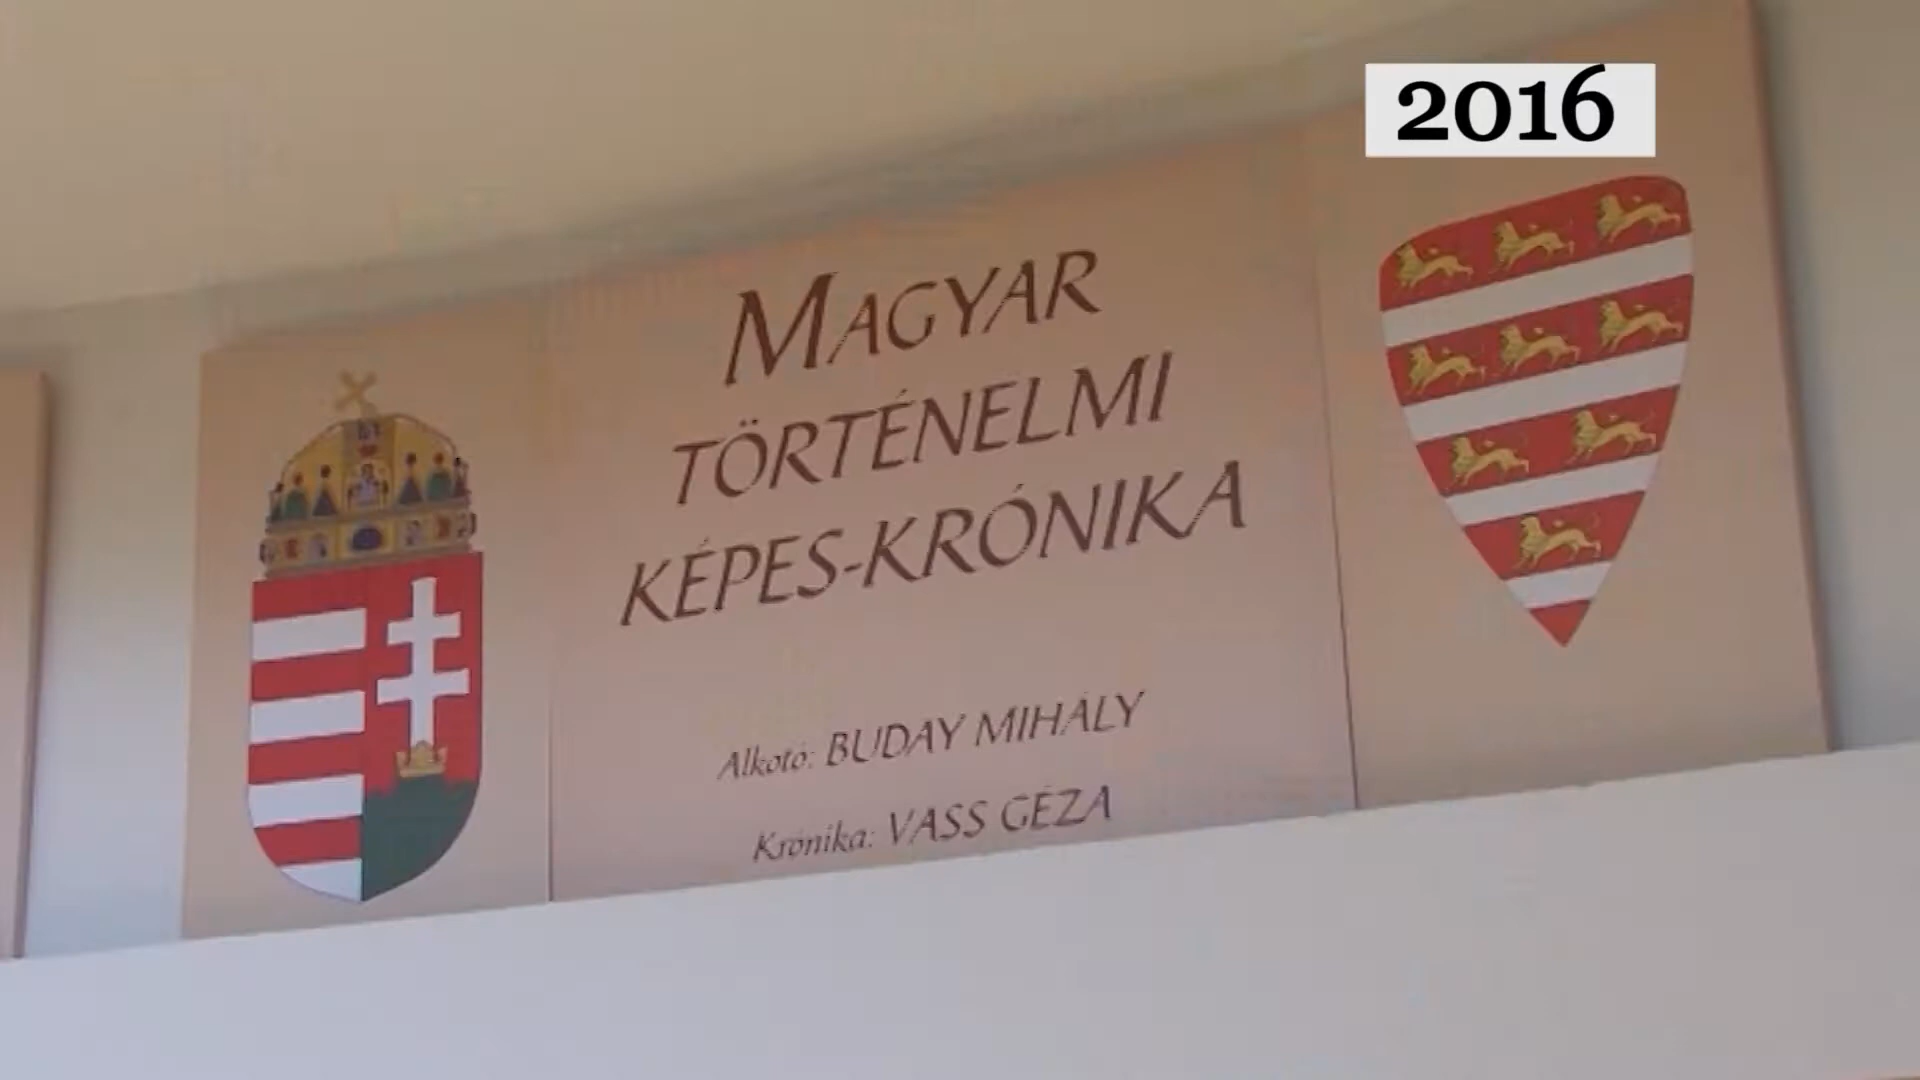 2016
MAGYAR
TÖRTÉNELMI
KÉPES-KRÓNIKA
Alkotó: BUDAY MIHÁLY
Krónika: VASS GÉZA